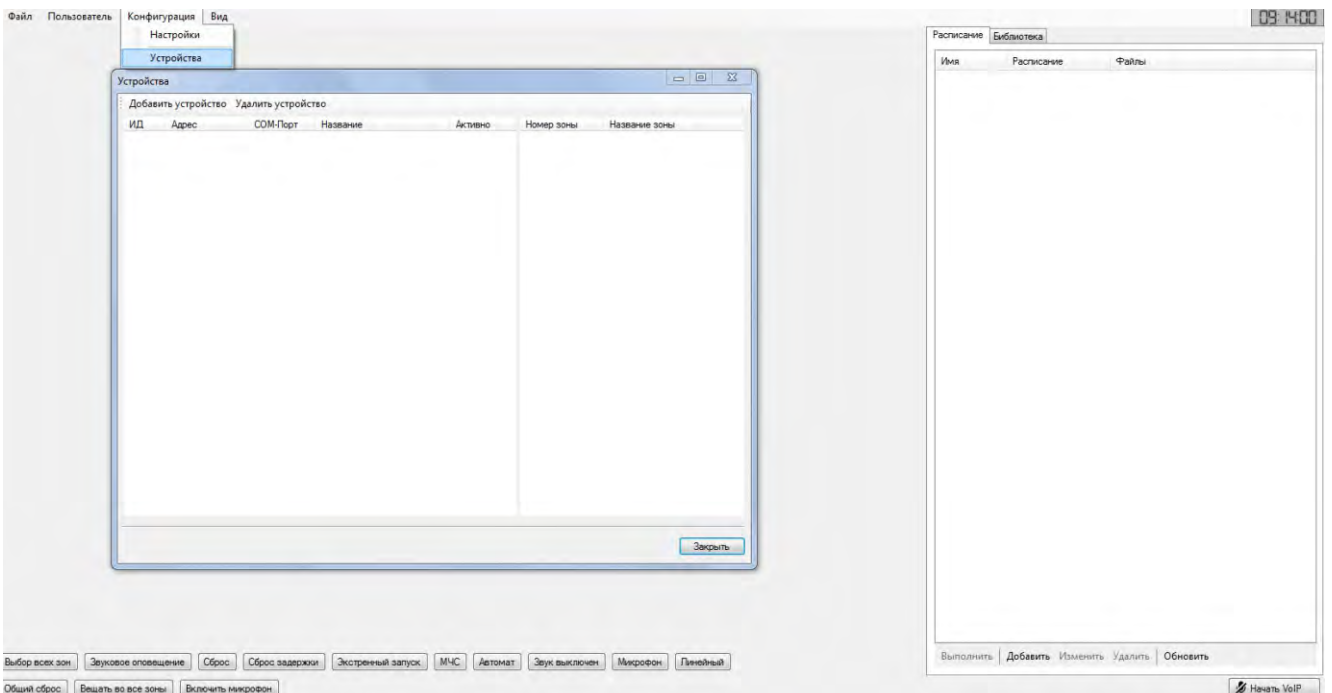 Файл Пользователь Конфигурация Вид
09:14:00
Настройки
Устройства
Устройства
Добавить устройство Удалить устройство
ИД Адрес COM-Порт Название Активно Номер зоны Название зоны
Закрыть
Расписание Библиотека
Имя Расписание Файлы
Выполнить Добавить Изменить Удалить Обновить
Выбор всех зон Звуковое оповещение Сброс Сброс задержки Экстренный запуск МЧС Автомат Звук выключен Микрофон Линейный
Общий сброс Вещать во все зоны Включить микрофон
Начать VoIP